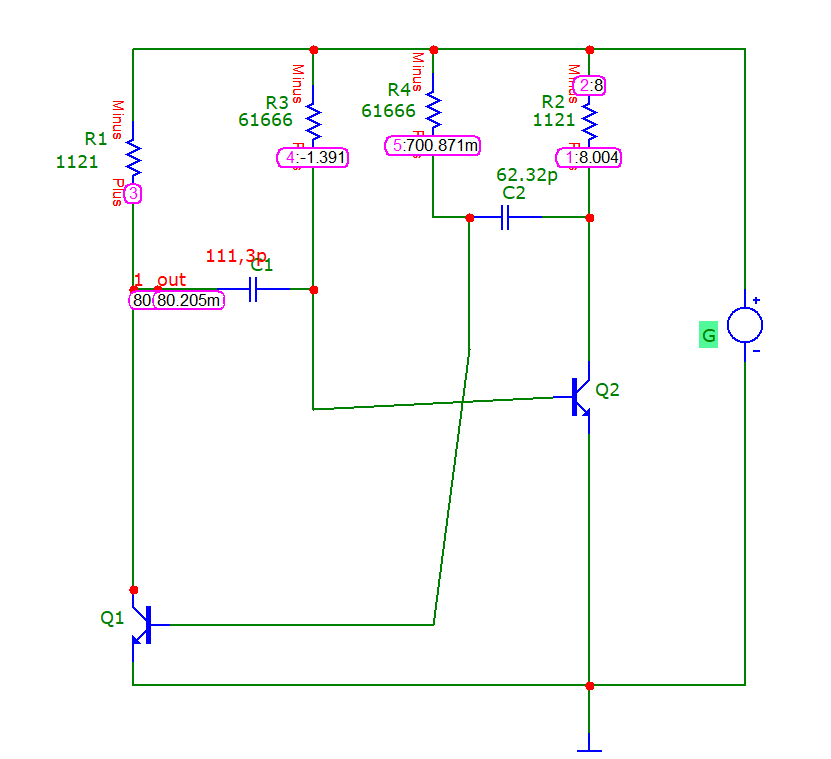 Minus
R1
1121
Plus
3
Minus
R3
61666
4:-1.391
Minus
R4
61666
5:700.871m
Minus
2:8
R2
1121
1:8.004
62.32p
C2
111,3p
C1
1 out
80
80.205m
+
G
-
Q2
Q1